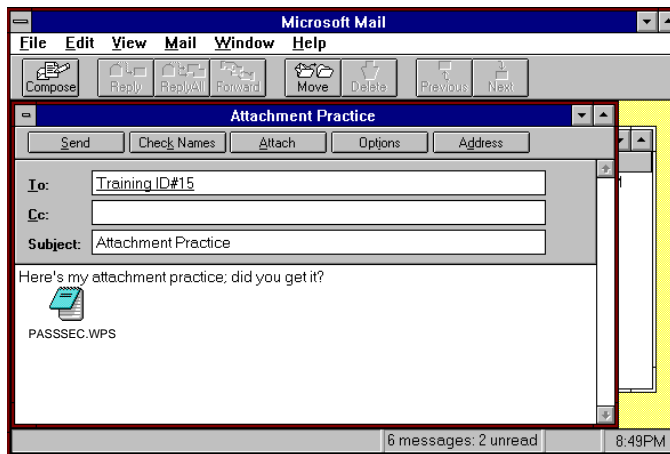 Microsoft Mail
File Edit View Mail Window Help
Compose Reply ReplyAll Forward Move Delete Previous Next
Attachment Practice
Send Check Names Attach Options Address
To: Training ID#15
Cc:
Subject: Attachment Practice
Here's my attachment practice; did you get it?
PASSSEC.WPS
6 messages: 2 unread 8:49PM